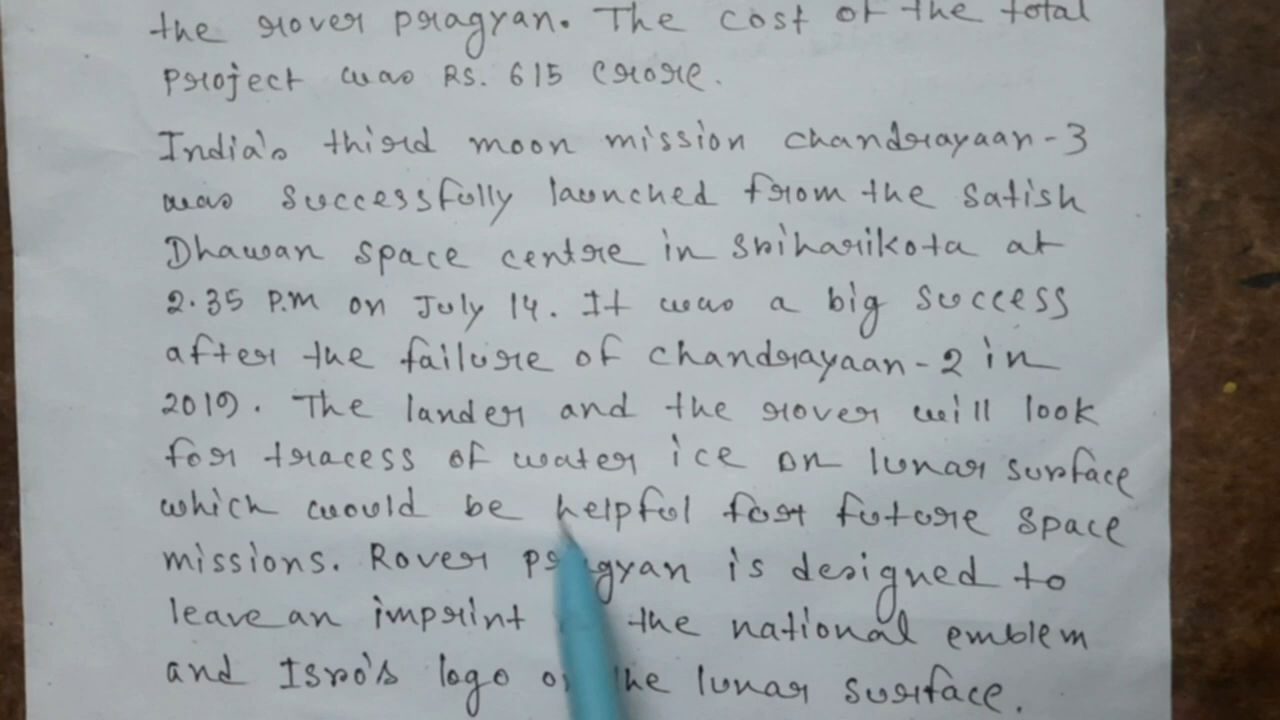 the rover pragyan. The cost of the total
project was RS. 615 crore.
India's third moon mission chandrayaan-3
was successfully launched from the satish
Dhawan space centre in sriharikota at
2.35 P.m on July 14. It was a big success
after the failure of chandrayaan-2 in
2019. The lander and the rover will look
for tracess of water ice on lunar surface
which would be helpful for future space
missions. Rover pragyan is designed to
leave an imprint the national emblem
and Isro's logo the lunar surface.